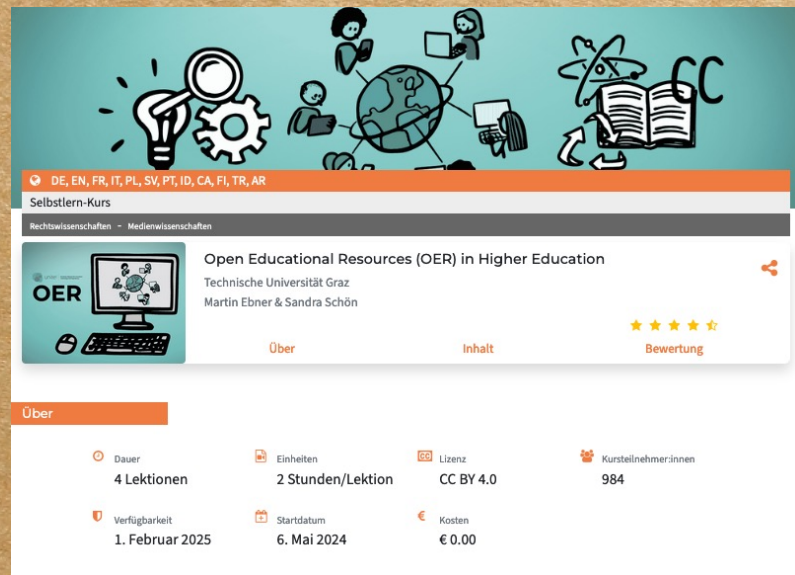 CC
DE, EN, FR, IT, PL, SV, PT, ID, CA, FI, TR, AR
Selbstlern-Kurs
Rechtswissenschaften - Medienwissenschaften
OER
Open Educational Resources (OER) in Higher Education
Technische Universität Graz
Martin Ebner & Sandra Schön
Über
Inhalt
Bewertung
Über
Dauer
4 Lektionen
Einheiten
2 Stunden/Lektion
CC
Lizenz
CC BY 4.0
Kursteilnehmer:innen
984
Verfügbarkeit
1. Februar 2025
Startdatum
6. Mai 2024
€
Kosten
€ 0.00